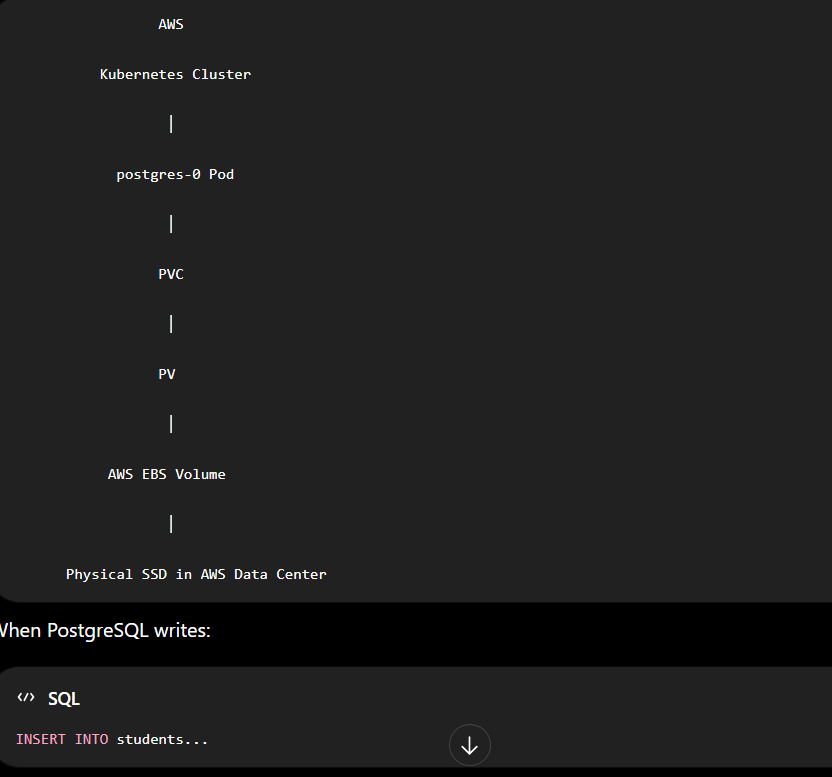 AWS
Kubernetes Cluster
|
postgres-0 Pod
|
PVC
|
PV
|
AWS EBS Volume
|
Physical SSD in AWS Data Center
When PostgreSQL writes:
</> SQL
INSERT INTO students...